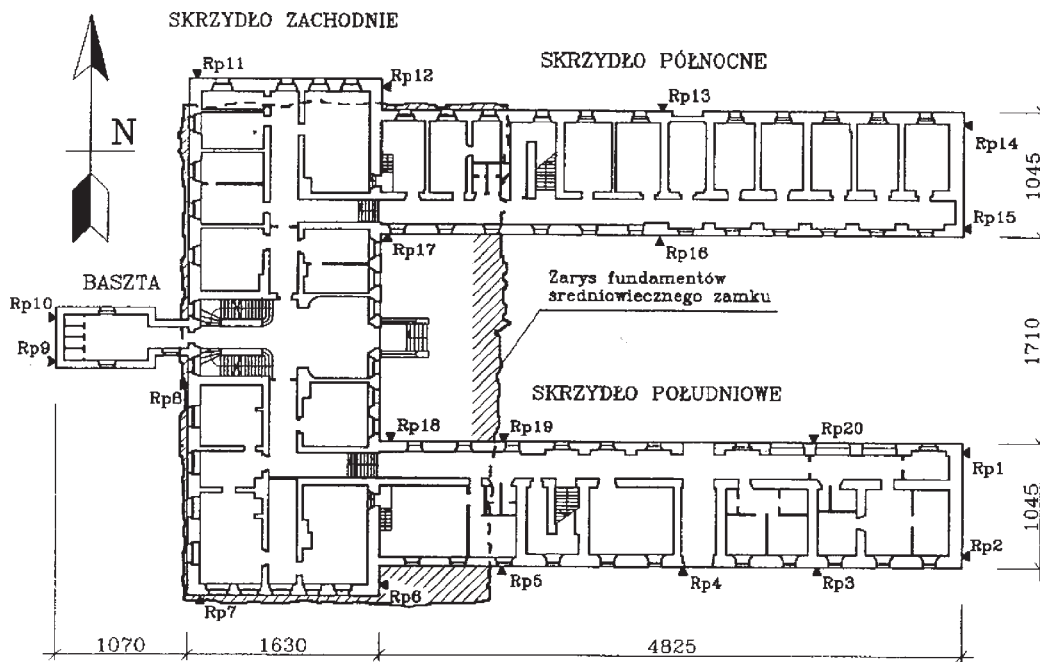 SKRZYDŁO ZACHODNIE
Rp11
Rp12
SKRZYDŁO PÓŁNOCNE
Rp13
N
Rp14
1045
Rp15
Rp17
Rp16
BASZTA
Zarys fundamentów
średniowiecznego zamku
Rp10
Rp9
1710
Rp8
SKRZYDŁO POŁUDNIOWE
Rp18
Rp19
Rp20
Rp1
1045
Rp2
Rp7
Rp6
Rp5
Rp4
Rp3
1070
1630
4825